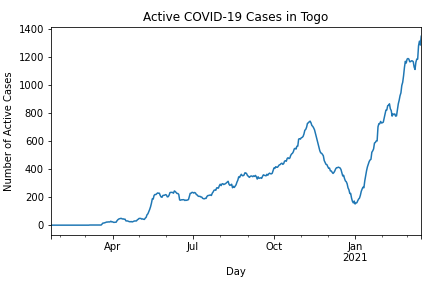 Active COVID-19 Cases in Togo
Number of Active Cases
1400
1200
1000
800
600
400
200
0
Apr
Jul
Oct
Jan
2021
Day